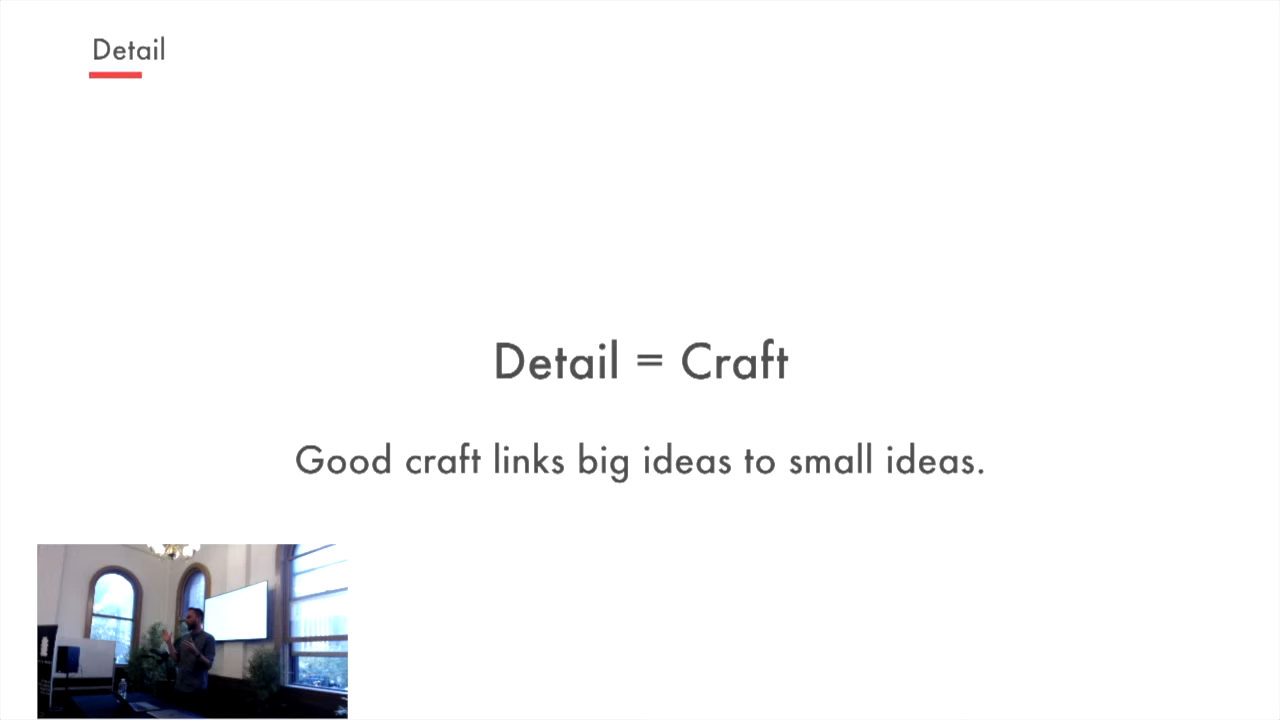 Detail
Detail = Craft
Good craft links big ideas to small ideas.